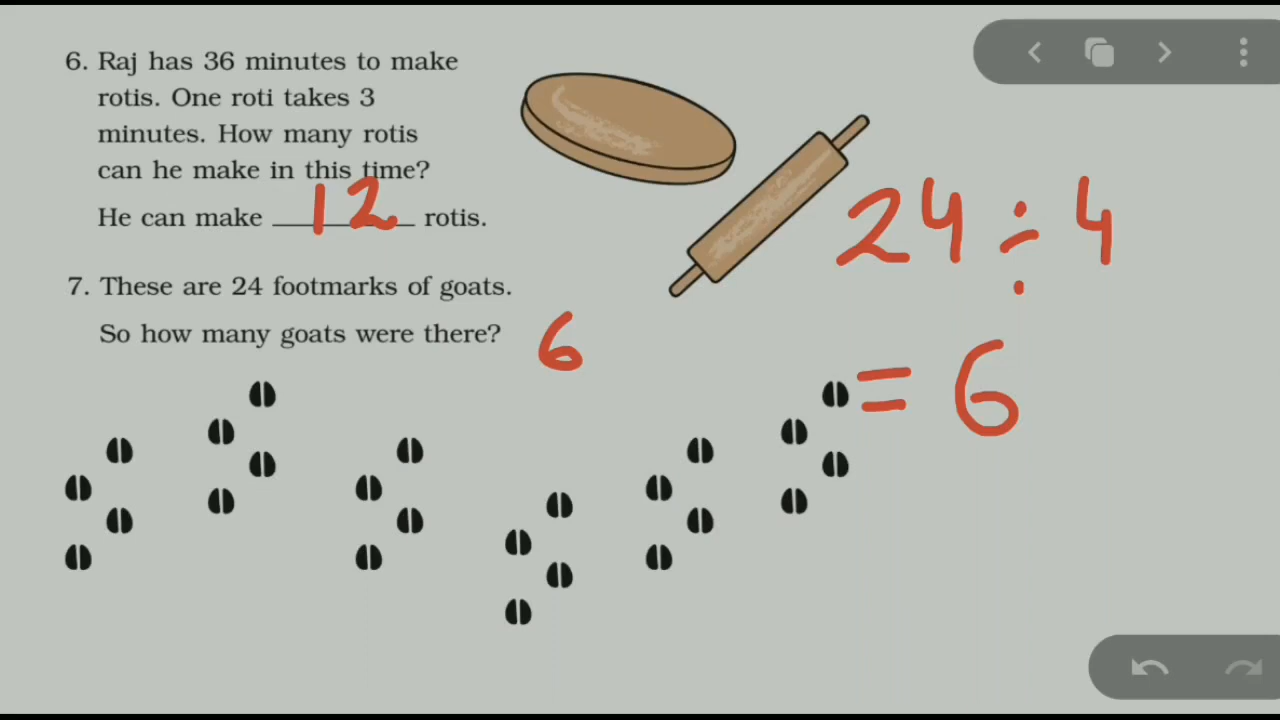 6. Raj has 36 minutes to make
rotis. One roti takes 3
minutes. How many rotis
can he make in this time?
He can make 12 rotis.
7. These are 24 footmarks of goats.
So how many goats were there? 6
24 ÷ 4
= 6